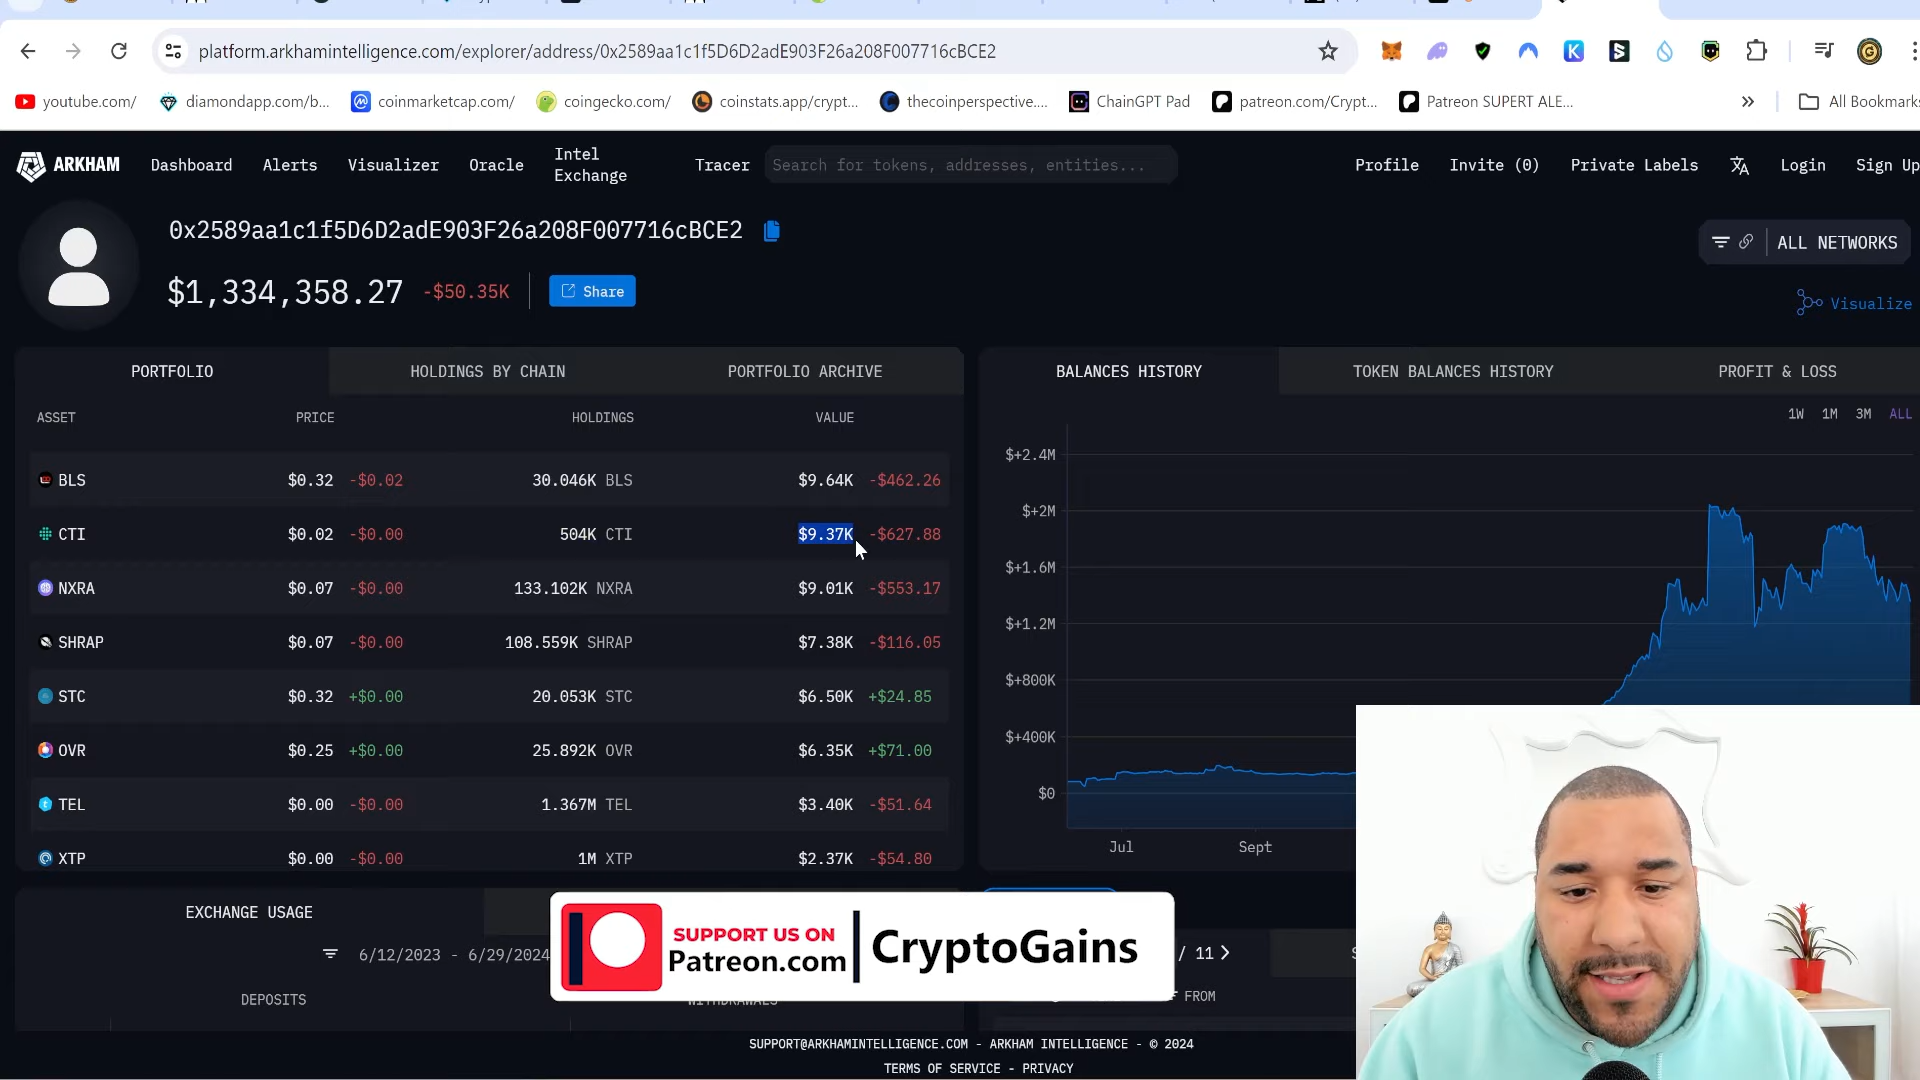 platform.arkhamintelligence.com/explorer/address/0x2589aa1c1f5D6D2adE903F26a208F007716cBCE2
youtube.com/ diamondapp.com/b... coinmarketcap.com/ coingecko.com/ coinstats.app/crypt... thecoinperspective.... ChainGPT Pad patreon.com/Crypt... Patreon SUPERT ALE... » All Bookmarks
ARKHAM Dashboard Alerts Visualizer Oracle Intel Exchange Tracer Search for tokens, addresses, entities... Profile Invite (0) Private Labels Login Sign Up
0x2589aa1c1f5D6D2adE903F26a208F007716cBCE2
ALL NETWORKS
$1,334,358.27 -$50.35K Share
Visualize
PORTFOLIO HOLDINGS BY CHAIN PORTFOLIO ARCHIVE
ASSET PRICE HOLDINGS VALUE
BLS $0.32 -$0.02 30.046K BLS $9.64K -$462.26
CTI $0.02 -$0.00 504K CTI $9.37K -$627.88
NXRA $0.07 -$0.00 133.102K NXRA $9.01K -$553.17
SHRAP $0.07 -$0.00 108.559K SHRAP $7.38K -$116.05
STC $0.32 +$0.00 20.053K STC $6.50K +$24.85
OVR $0.25 +$0.00 25.892K OVR $6.35K +$71.00
TEL $0.00 -$0.00 1.367M TEL $3.40K -$51.64
XTP $0.00 -$0.00 1M XTP $2.37K -$54.80
BALANCES HISTORY TOKEN BALANCES HISTORY PROFIT & LOSS
1W 1M 3M ALL
$+2.4M
$+2M
$+1.6M
$+1.2M
$+800K
$+400K
$0
Jul Sept
EXCHANGE USAGE
6/12/2023 - 6/29/2024
DEPOSITS WITHDRAWALS
SUPPORT US ON
Patreon.com
CryptoGains
/ 11
FROM
SUPPORT@ARKHAMINTELLIGENCE.COM - ARKHAM INTELLIGENCE - © 2024
TERMS OF SERVICE - PRIVACY